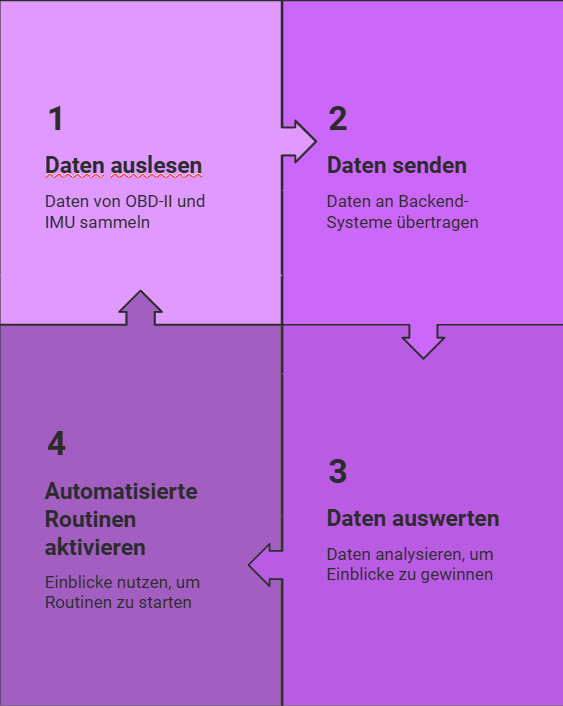 1
Daten auslesen
Daten von OBD-II und
IMU sammeln
2
Daten senden
Daten an Backend-
Systeme übertragen
3
Daten auswerten
Daten analysieren, um
Einblicke zu gewinnen
4
Automatisierte
Routinen
aktivieren
Einblicke nutzen, um
Routinen zu starten